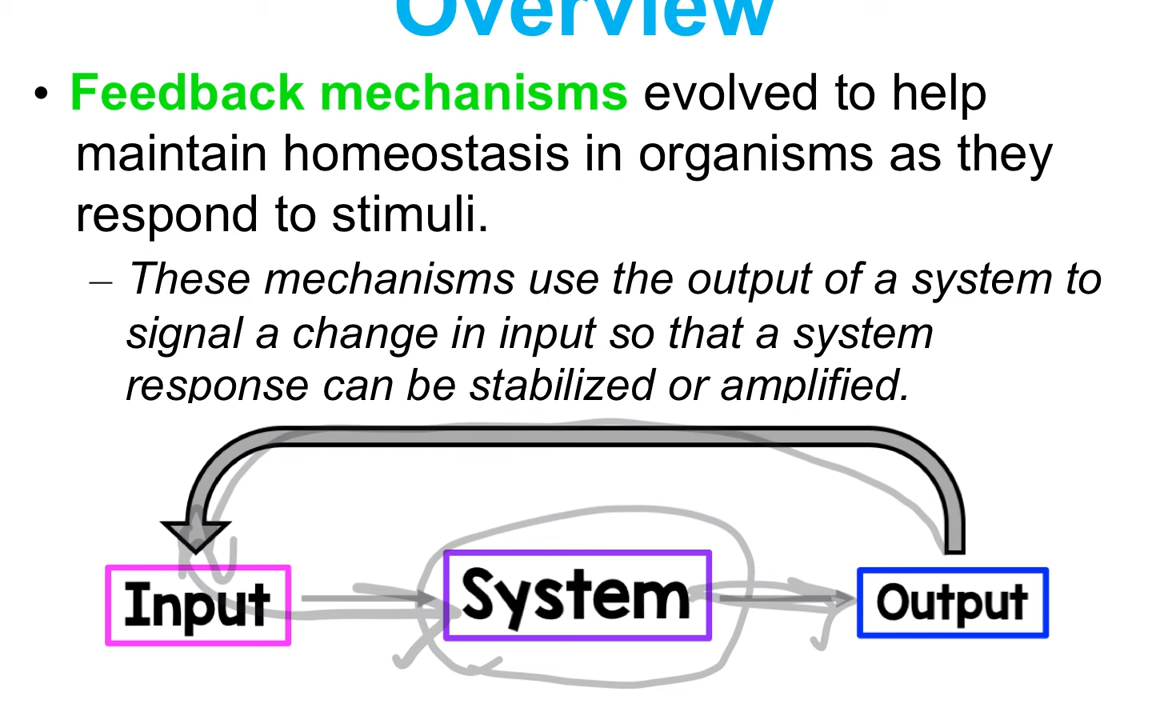 Overview
• Feedback mechanisms evolved to help
maintain homeostasis in organisms as they
respond to stimuli.
– These mechanisms use the output of a system to
signal a change in input so that a system
response can be stabilized or amplified.
Input
System
Output